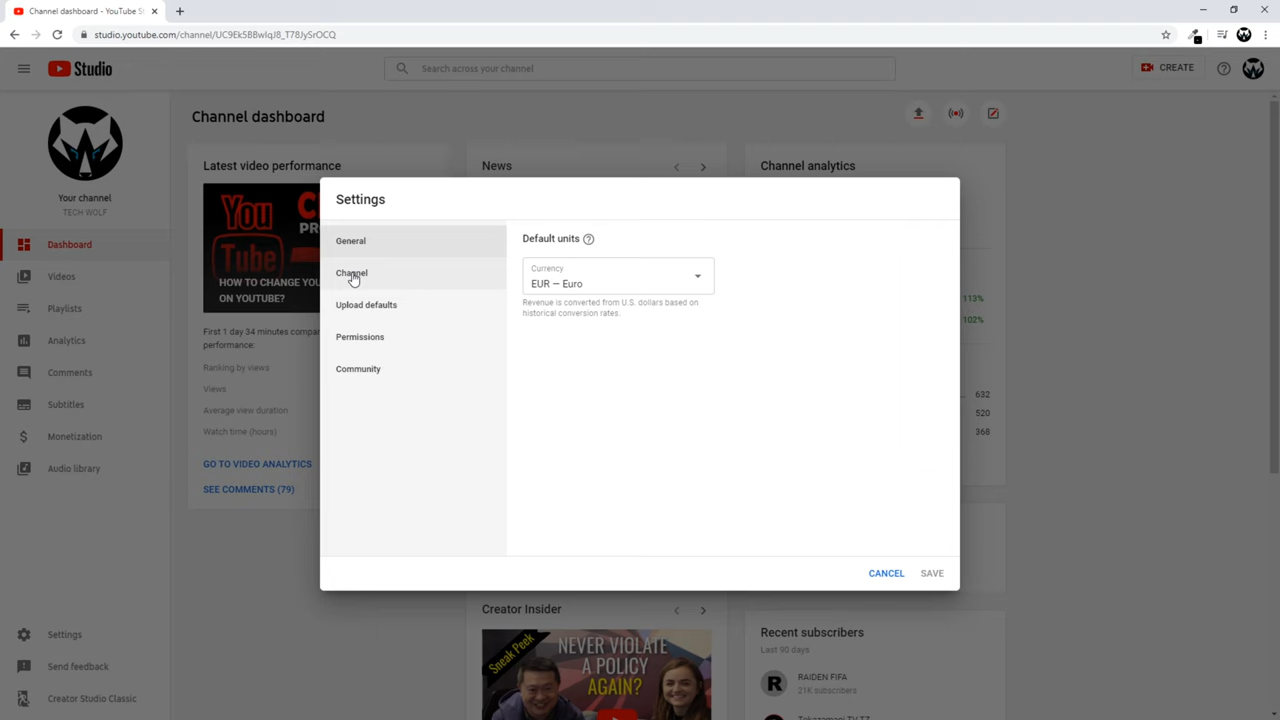 Channel dashboard - YouTube S
studio.youtube.com/channel/UC9Ek5B8wIqJ8_T78JySrOCQ
Studio
Search across your channel
CREATE
Channel dashboard
Your channel
TECH WOLF
Dashboard
Videos
Playlists
Analytics
Comments
Subtitles
Monetization
Audio library
Settings
Send feedback
Creator Studio Classic
Latest video performance
You
Tube
HOW TO CHANGE YOU
ON YOUTUBE?
First 1 day 34 minutes compa
performance:
Ranking by views
Views
Average view duration
Watch time (hours)
GO TO VIDEO ANALYTICS
SEE COMMENTS (79)
News
Channel analytics
113%
102%
632
520
368
Settings
General
Channel
Upload defaults
Permissions
Community
Default units
Currency
EUR — Euro
Revenue is converted from U.S. dollars based on
historical conversion rates.
CANCEL
SAVE
Creator Insider
Sneak Peek
NEVER VIOLATE
A POLICY
AGAIN?
Recent subscribers
Last 90 days
R
RAIDEN FIFA
21K subscribers